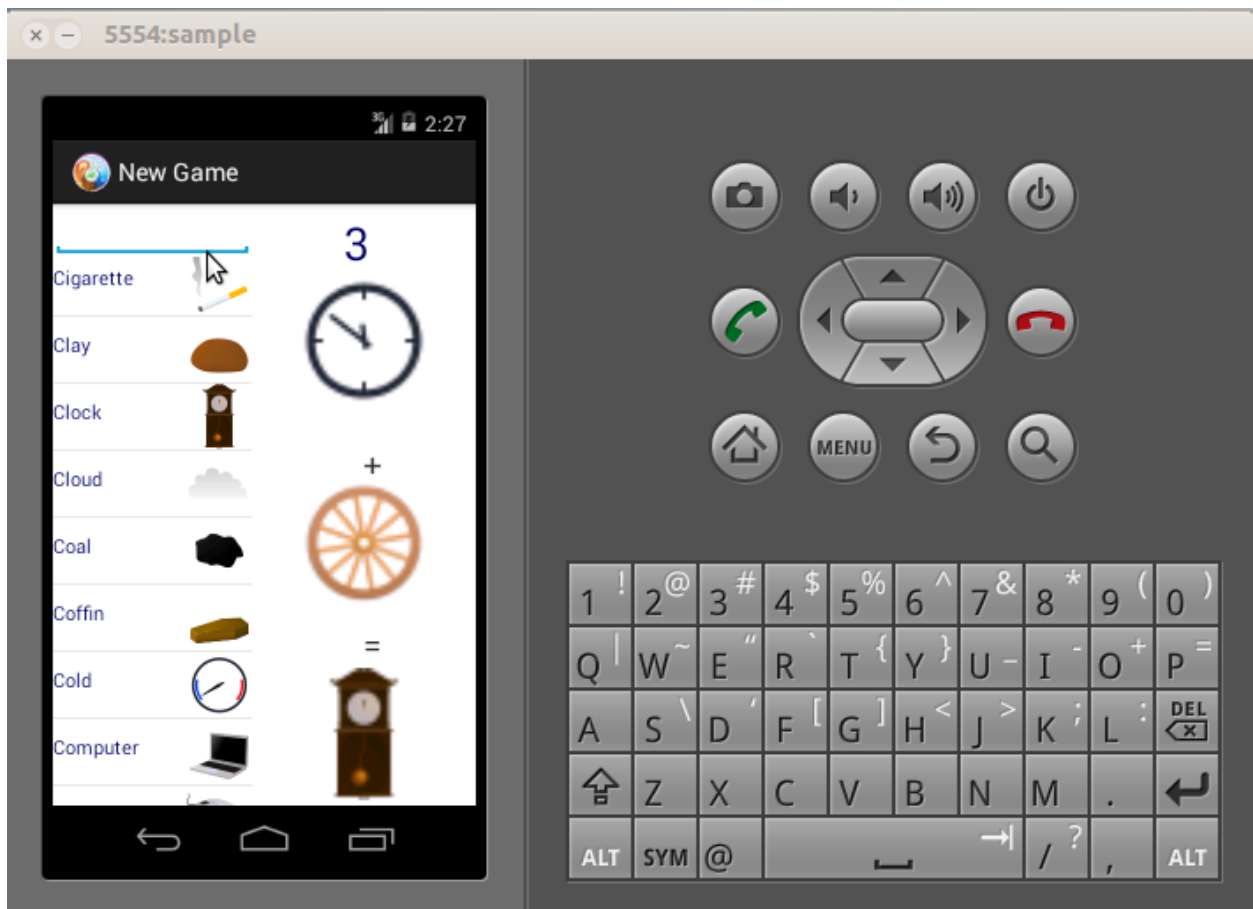 5554:sample
3G 2:27
New Game
3
Cigarette
Clay
Clock
+
Cloud
Coal
Coffin
=
Cold
Computer
MENU
1 ! 2 @ 3 # 4 $ 5 % 6 ^ 7 & 8 * 9 ( 0 )
Q | W ~ E “ R ` T { Y } U _ I - O + P =
A S \ D ‘ F [ G ] H < J > K ; L : DEL
Z X C V B N M .
ALT SYM @ / ? , ALT